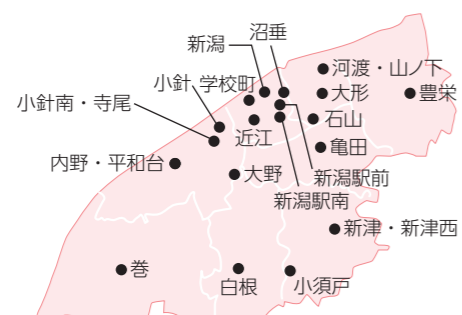 沼垂
新潟
河渡・山ノ下
小針
学校町
大形
豊栄
小針南・寺尾
石山
近江
亀田
内野・平和台
大野
新潟駅前
新潟駅南
新津・新津西
巻
白根
小須戸